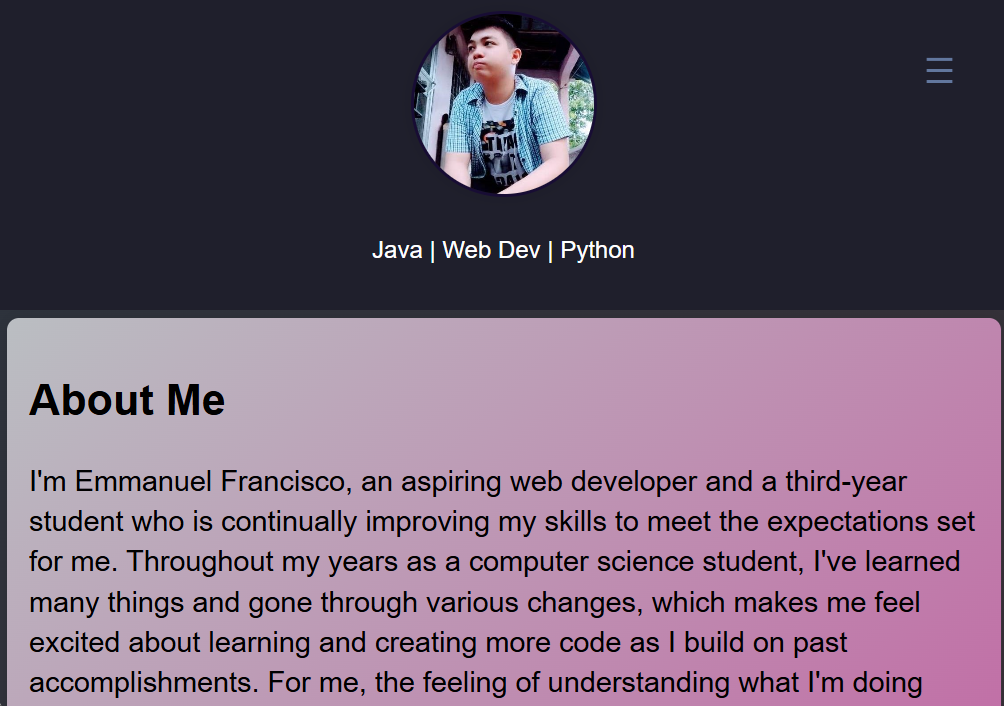 Java | Web Dev | Python
About Me
I'm Emmanuel Francisco, an aspiring web developer and a third-year
student who is continually improving my skills to meet the expectations set
for me. Throughout my years as a computer science student, I've learned
many things and gone through various changes, which makes me feel
excited about learning and creating more code as I build on past
accomplishments. For me, the feeling of understanding what I'm doing